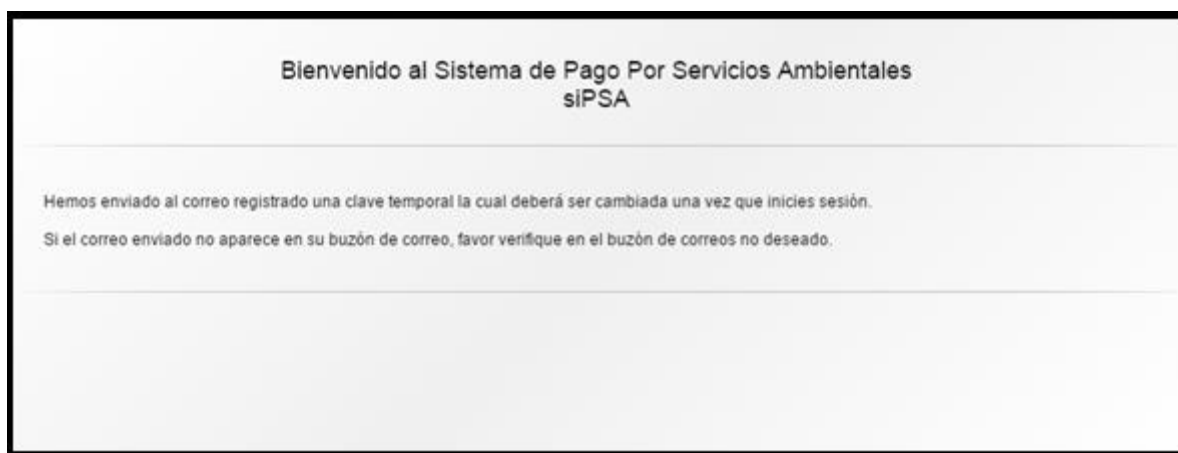 Bienvenido al Sistema de Pago Por Servicios Ambientales
siPSA
Hemos enviado al correo registrado una clave temporal la cual deberá ser cambiada una vez que inicies sesión.
Si el correo enviado no aparece en su buzón de correo, favor verifique en el buzón de correos no deseado.